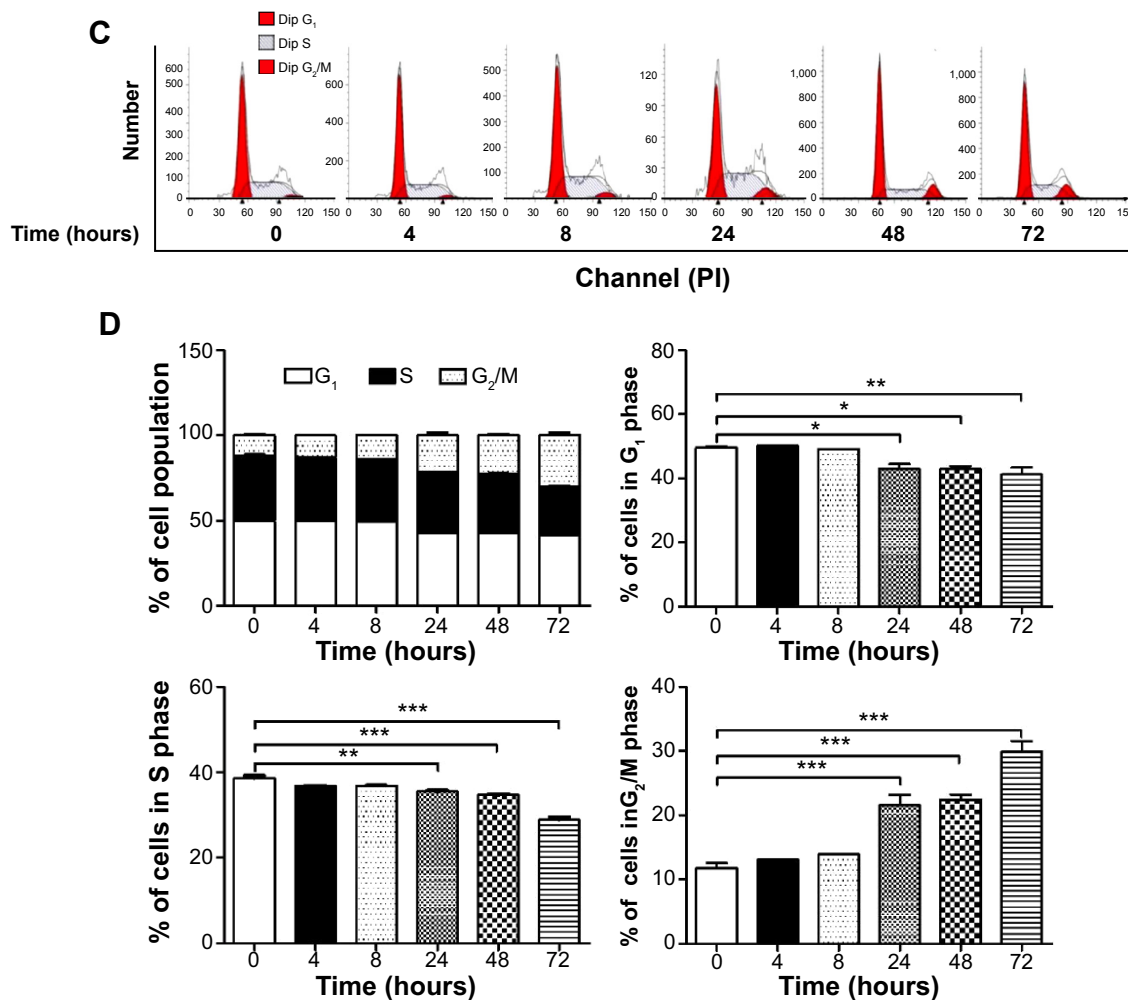 C
Dip G1
Dip S
Dip G2/M
Number
600
500
400
300
200
100
0
0 30 60 90 120 150
600
400
200
0
0 30 60 90 120 150
500
400
300
200
100
0
0 30 60 90 120 150
120
90
60
30
0
0 30 60 90 120 150
1,000
800
600
400
200
0
0 30 60 90 120 150
1,000
800
600
400
200
0
0 30 60 90 120 150
Time (hours) 0 4 8 24 48 72
Channel (PI)
D
% of cell population
150
100
50
0
G1 S G2/M
0 4 8 24 48 72
Time (hours)
% of cells in G1 phase
80
60
40
20
0
**
*
*
0 4 8 24 48 72
Time (hours)
% of cells in S phase
60
40
20
0
***
***
**
0 4 8 24 48 72
Time (hours)
% of cells inG2/M phase
40
30
20
10
0
***
***
***
0 4 8 24 48 72
Time (hours)